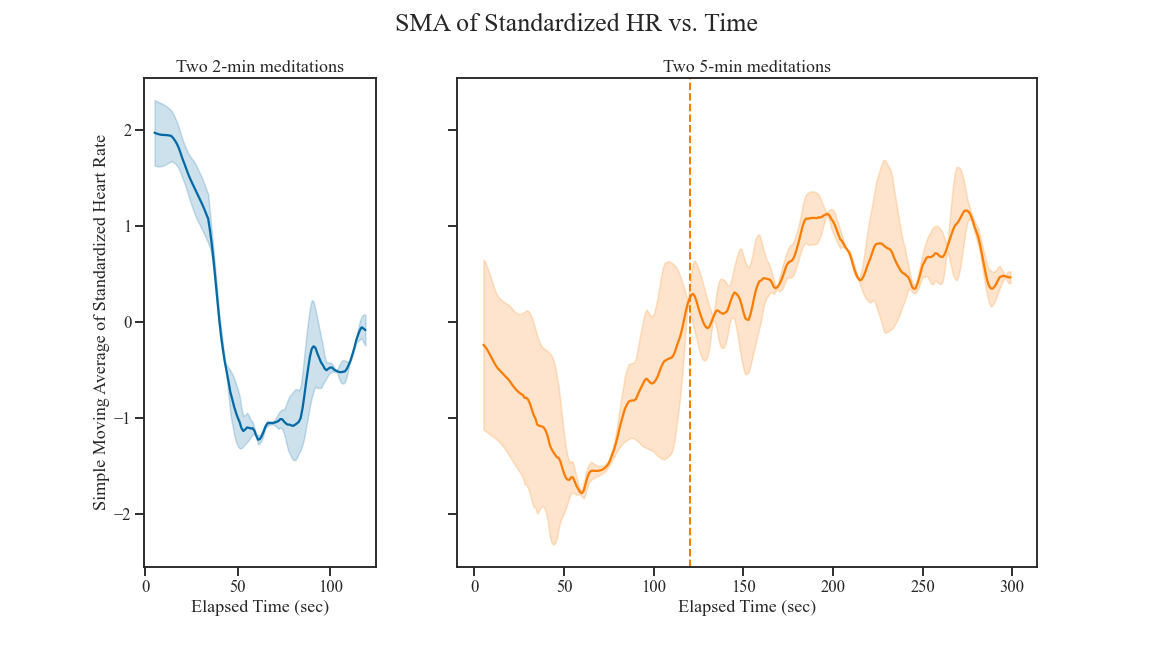 SMA of Standardized HR vs. Time
Two 2-min meditations
Two 5-min meditations
Simple Moving Average of Standardized Heart Rate
2
1
0
−1
−2
0 50 100
0 50 100 150 200 250 300
Elapsed Time (sec)
Elapsed Time (sec)